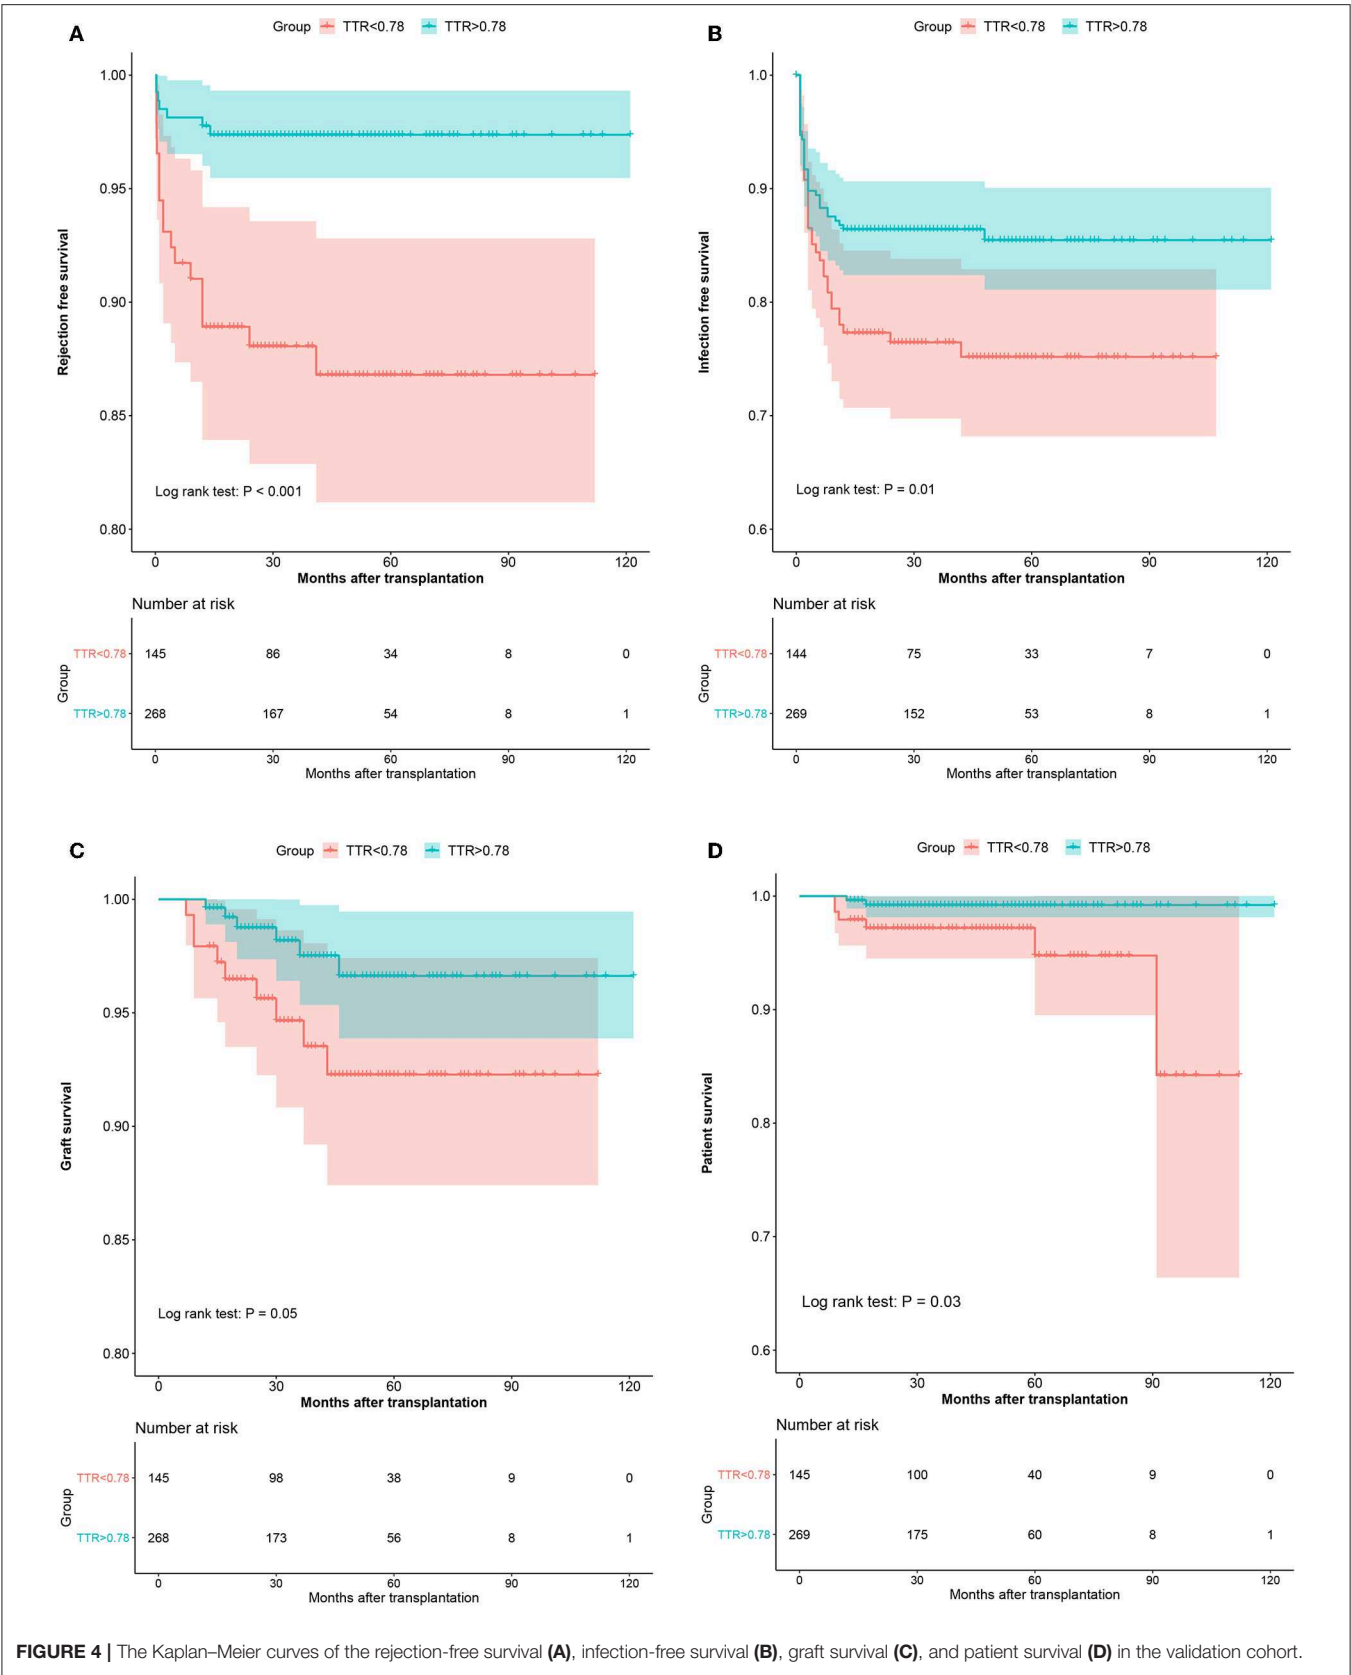 A
Group TTR<0.78 TTR>0.78
1.00
0.95
0.90
0.85
0.80
Rejection free survival
Log rank test: P < 0.001
0 30 60 90 120
Months after transplantation
Number at risk
Group
TTR<0.78 145 86 34 8 0
TTR>0.78 268 167 54 8 1
0 30 60 90 120
Months after transplantation
B
Group TTR<0.78 TTR>0.78
1.0
0.9
0.8
0.7
0.6
Infection free survival
Log rank test: P = 0.01
0 30 60 90 120
Months after transplantation
Number at risk
Group
TTR<0.78 144 75 33 7 0
TTR>0.78 269 152 53 8 1
0 30 60 90 120
Months after transplantation
C
Group TTR<0.78 TTR>0.78
1.00
0.95
0.90
0.85
0.80
Graft survival
Log rank test: P = 0.05
0 30 60 90 120
Months after transplantation
Number at risk
Group
TTR<0.78 145 98 38 9 0
TTR>0.78 268 173 56 8 1
0 30 60 90 120
Months after transplantation
D
Group TTR<0.78 TTR>0.78
1.0
0.9
0.8
0.7
0.6
Patient survival
Log rank test: P = 0.03
0 30 60 90 120
Months after transplantation
Number at risk
Group
TTR<0.78 145 100 40 9 0
TTR>0.78 269 175 60 8 1
0 30 60 90 120
Months after transplantation
FIGURE 4 | The Kaplan–Meier curves of the rejection-free survival (A), infection-free survival (B), graft survival (C), and patient survival (D) in the validation cohort.